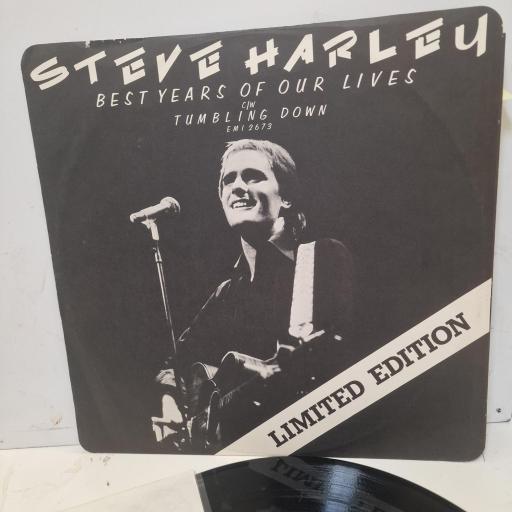 STEVE HARLEY
BEST YEARS OF OUR LIVES
C/W
TUMBLING DOWN
EMI 2673
LIMITED EDITION